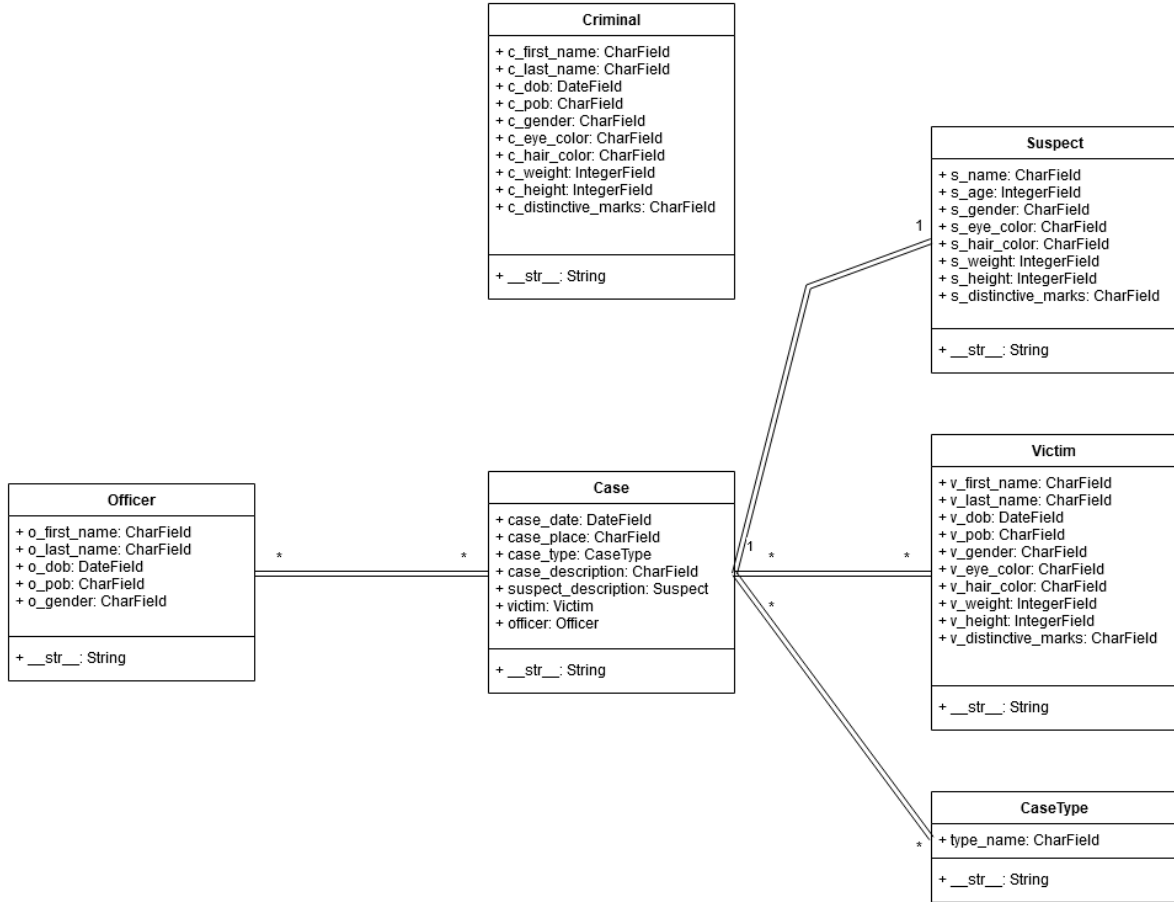 Criminal
+ c_first_name: CharField
+ c_last_name: CharField
+ c_dob: DateField
+ c_pob: CharField
+ c_gender: CharField
+ c_eye_color: CharField
+ c_hair_color: CharField
+ c_weight: IntegerField
+ c_height: IntegerField
+ c_distinctive_marks: CharField
+ __str__: String
Suspect
+ s_name: CharField
+ s_age: IntegerField
+ s_gender: CharField
+ s_eye_color: CharField
+ s_hair_color: CharField
+ s_weight: IntegerField
+ s_height: IntegerField
+ s_distinctive_marks: CharField
+ __str__: String
1
Officer
+ o_first_name: CharField
+ o_last_name: CharField
+ o_dob: DateField
+ o_pob: CharField
+ o_gender: CharField
+ __str__: String
*
*
Case
+ case_date: DateField
+ case_place: CharField
+ case_type: CaseType
+ case_description: CharField
+ suspect_description: Suspect
+ victim: Victim
+ officer: Officer
+ __str__: String
1
*
*
*
Victim
+ v_first_name: CharField
+ v_last_name: CharField
+ v_dob: DateField
+ v_pob: CharField
+ v_gender: CharField
+ v_eye_color: CharField
+ v_hair_color: CharField
+ v_weight: IntegerField
+ v_height: IntegerField
+ v_distinctive_marks: CharField
+ __str__: String
*
CaseType
+ type_name: CharField
+ __str__: String